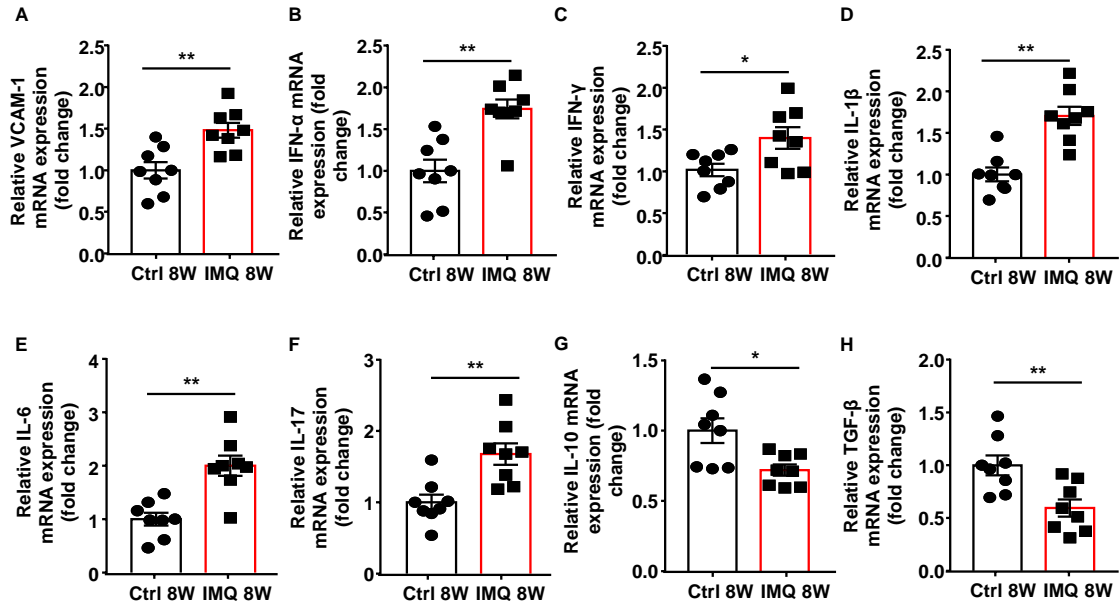 A
Relative VCAM-1
mRNA expression
(fold change)
2.5
2.0
1.5
1.0
0.5
0.0
**
Ctrl 8W
IMQ 8W
B
Relative IFN-α mRNA
expression (fold
change)
2.5
2.0
1.5
1.0
0.5
0.0
**
Ctrl 8W
IMQ 8W
C
Relative IFN-γ
mRNA expression
(fold change)
2.5
2.0
1.5
1.0
0.5
0.0
*
Ctrl 8W
IMQ 8W
D
Relative IL-1β
mRNA expression
(fold change)
2.5
2.0
1.5
1.0
0.5
0.0
**
Ctrl 8W
IMQ 8W
E
Relative IL-6
mRNA expression
(fold change)
4
3
2
1
0
**
Ctrl 8W
IMQ 8W
F
Relative IL-17
mRNA expression
(fold change)
3
2
1
0
**
Ctrl 8W
IMQ 8W
G
Relative IL-10 mRNA
expression (fold
change)
1.5
1.0
0.5
0.0
*
Ctrl 8W
IMQ 8W
H
Relative TGF-β
mRNA expression
(fold change)
2.0
1.5
1.0
0.5
0.0
**
Ctrl 8W
IMQ 8W